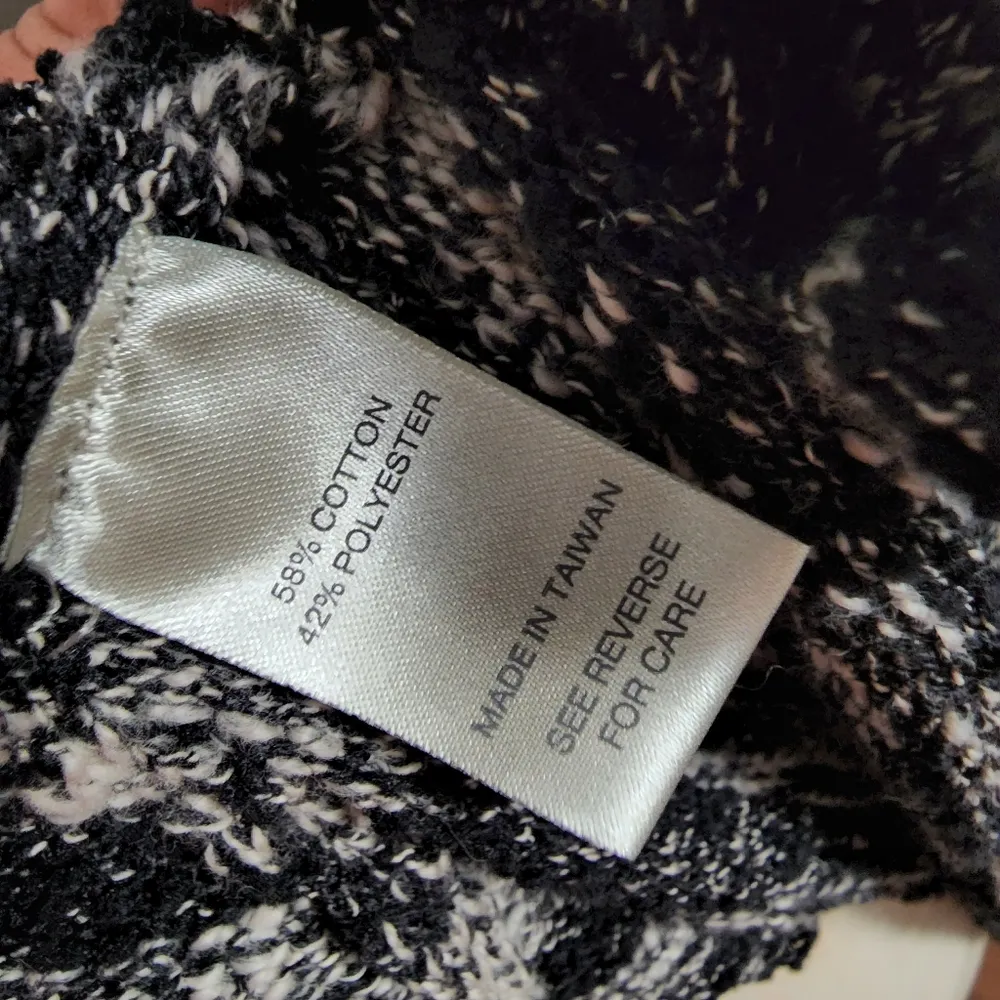 58% COTTON
42% POLYESTER
MADE IN TAIWAN
SEE REVERSE
FOR CARE